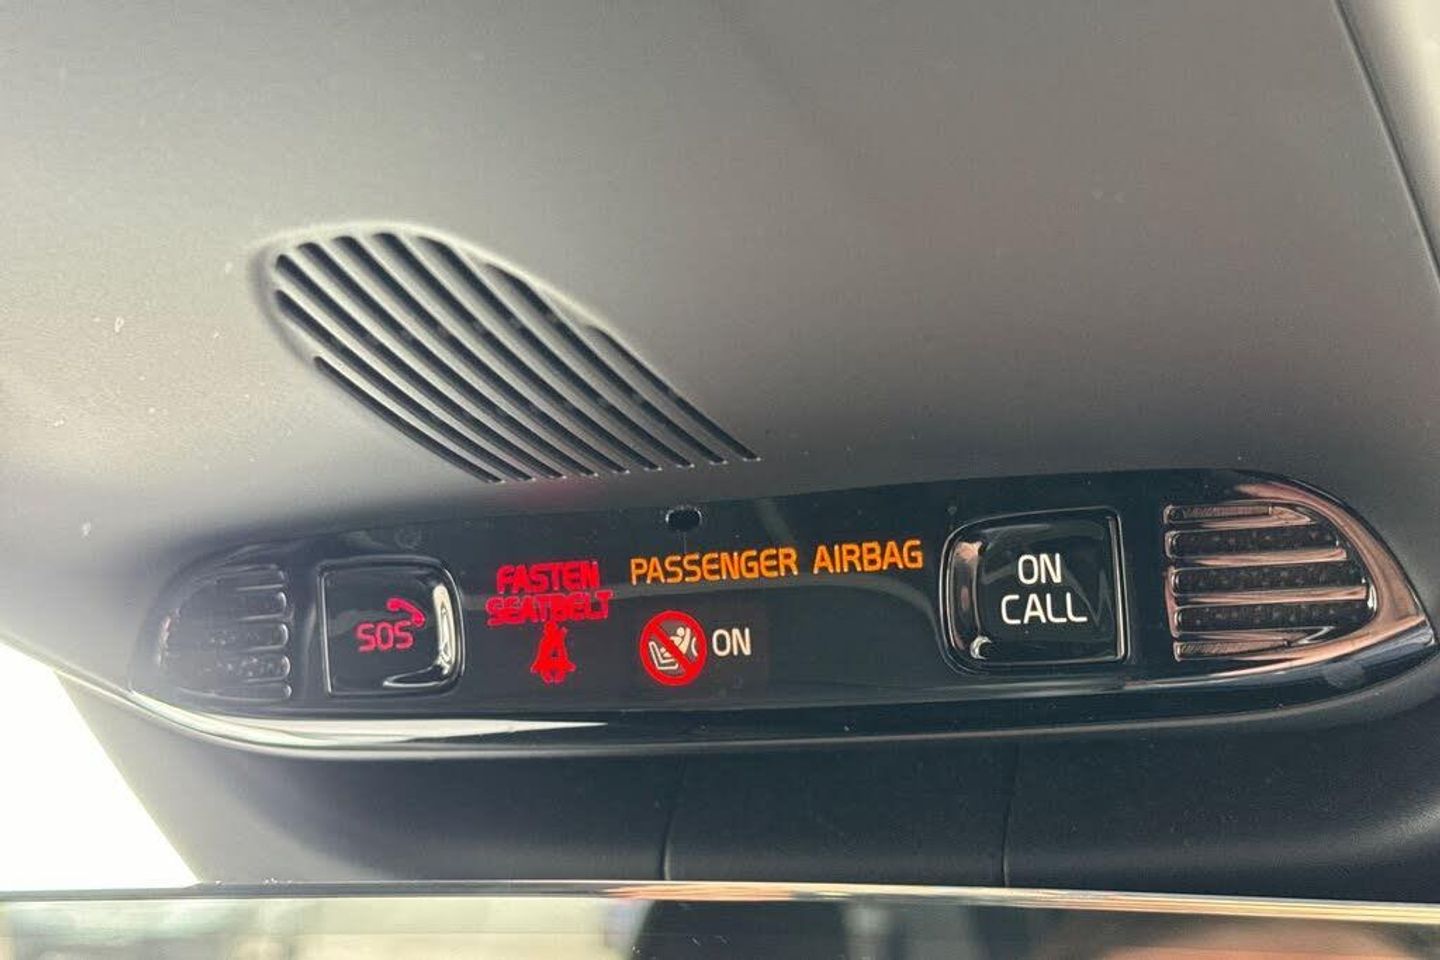 SOS
FASTEN
SEATBELT
PASSENGER AIRBAG
ON
ON
CALL